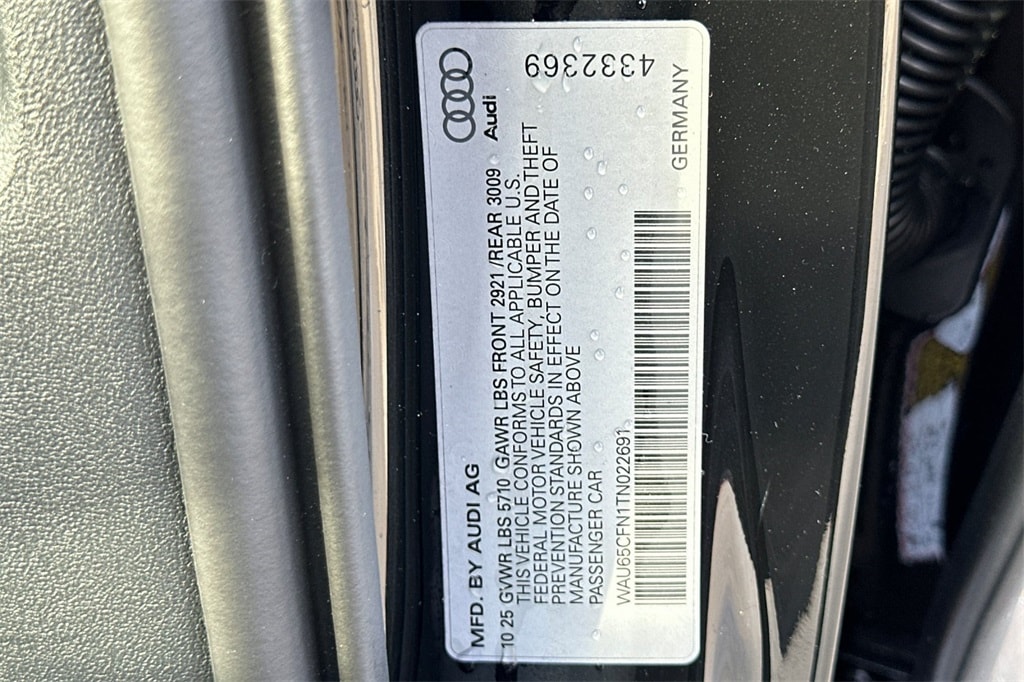 MFD. BY AUDI AG
Audi
10 25 GVWR LBS 5710 / GAWR LBS FRONT 2921 /REAR 3009
THIS VEHICLE CONFORMS TO ALL APPLICABLE U.S.
FEDERAL MOTOR VEHICLE SAFETY, BUMPER AND THEFT
PREVENTION STANDARDS IN EFFECT ON THE DATE OF
MANUFACTURE SHOWN ABOVE
PASSENGER CAR
WAU65CFN1TN022691
GERMANY
4332369